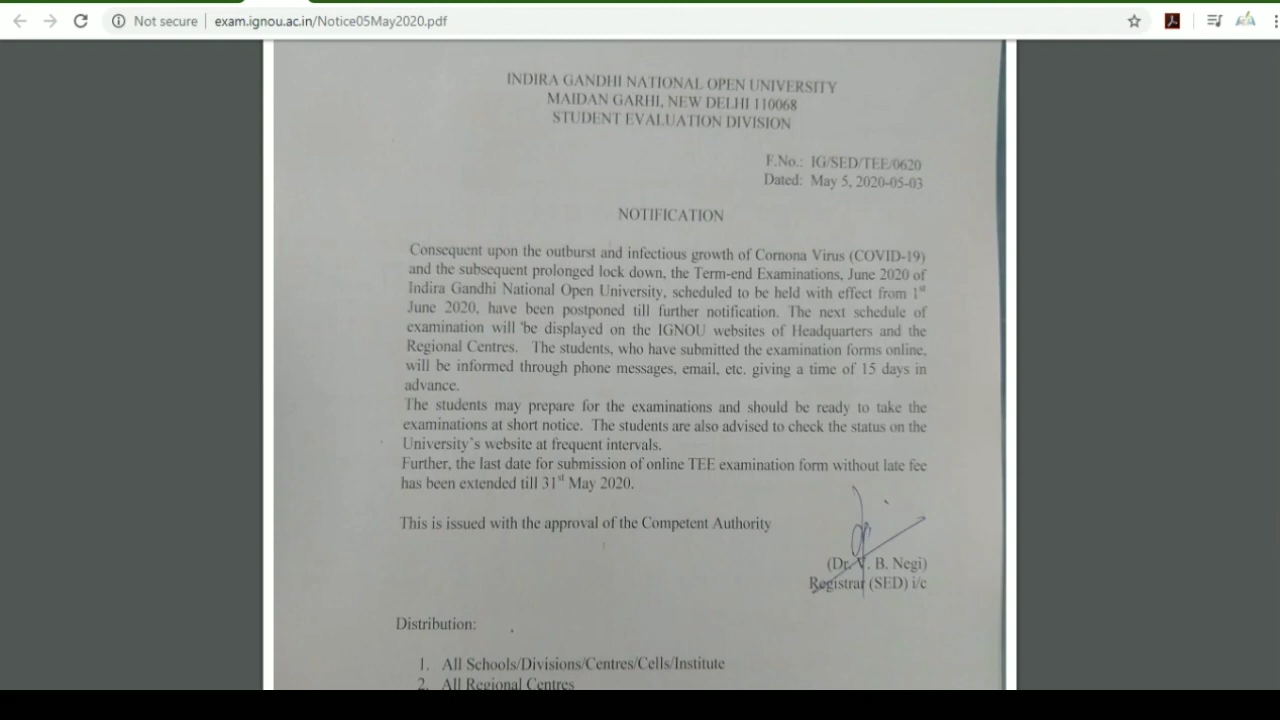 Not secure
exam.ignou.ac.in/Notice05May2020.pdf
INDIRA GANDHI NATIONAL OPEN UNIVERSITY
MAIDAN GARHI, NEW DELHI 110068
STUDENT EVALUATION DIVISION
F.No.: IG/SED/TEE/0620
Dated: May 5, 2020-05-03
NOTIFICATION
Consequent upon the outburst and infectious growth of Cornona Virus (COVID-19)
and the subsequent prolonged lock down, the Term-end Examinations, June 2020 of
Indira Gandhi National Open University, scheduled to be held with effect from 1st
June 2020, have been postponed till further notification. The next schedule of
examination will be displayed on the IGNOU websites of Headquarters and the
Regional Centres. The students, who have submitted the examination forms online,
will be informed through phone messages, email, etc. giving a time of 15 days in
advance.
The students may prepare for the examinations and should be ready to take the
examinations at short notice. The students are also advised to check the status on the
University's website at frequent intervals.
Further, the last date for submission of online TEE examination form without late fee
has been extended till 31st May 2020.
This is issued with the approval of the Competent Authority
(Dr. V. B. Negi)
Registrar (SED) i/c
Distribution:
1. All Schools/Divisions/Centres/Cells/Institute
2. All Regional Centres